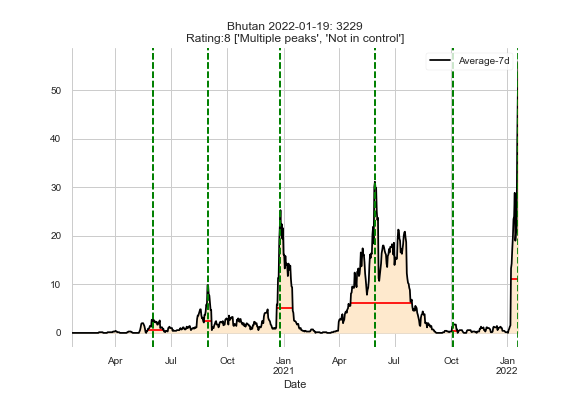 Bhutan 2022-01-19: 3229
Rating:8 ['Multiple peaks', 'Not in control']
Average-7d
50
40
30
20
10
0
Apr
Jul
Oct
Jan
2021
Apr
Jul
Oct
Jan
2022
Date